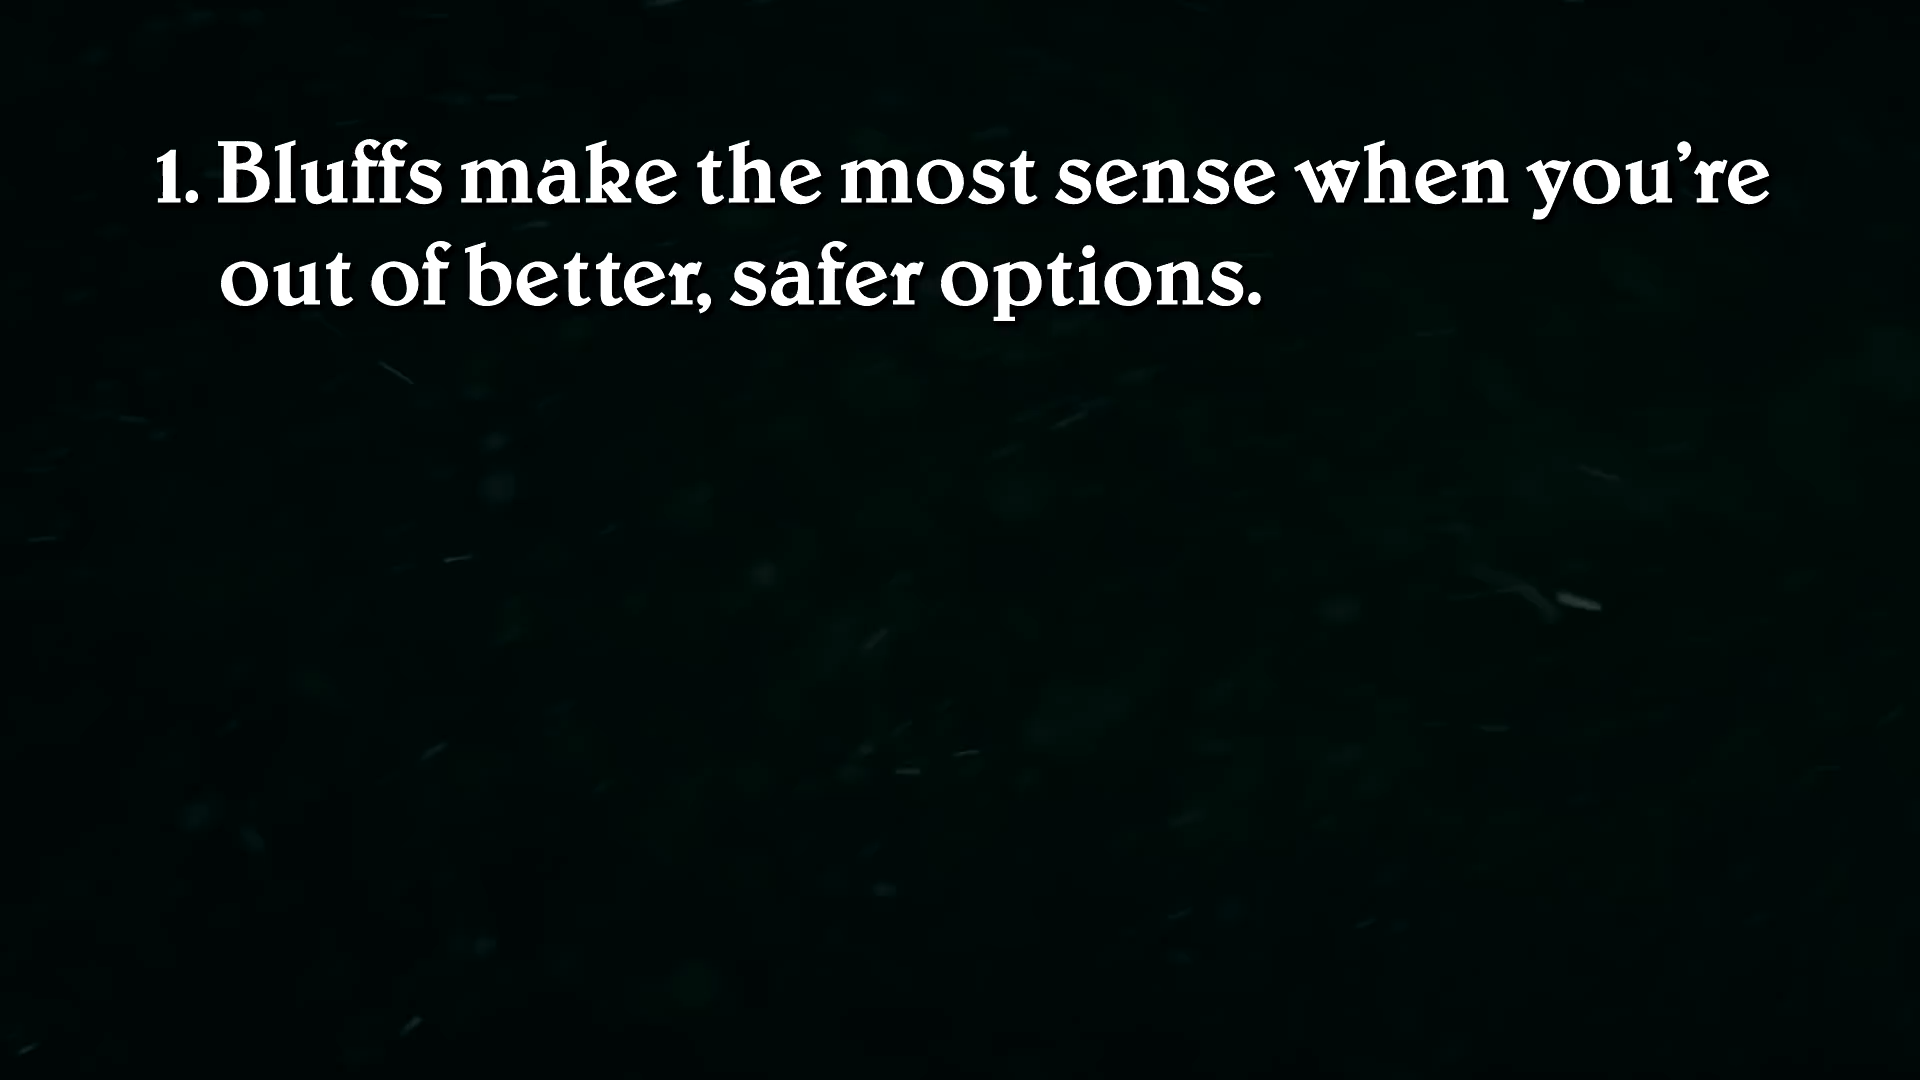 1. Bluffs make the most sense when you’re
out of better, safer options.